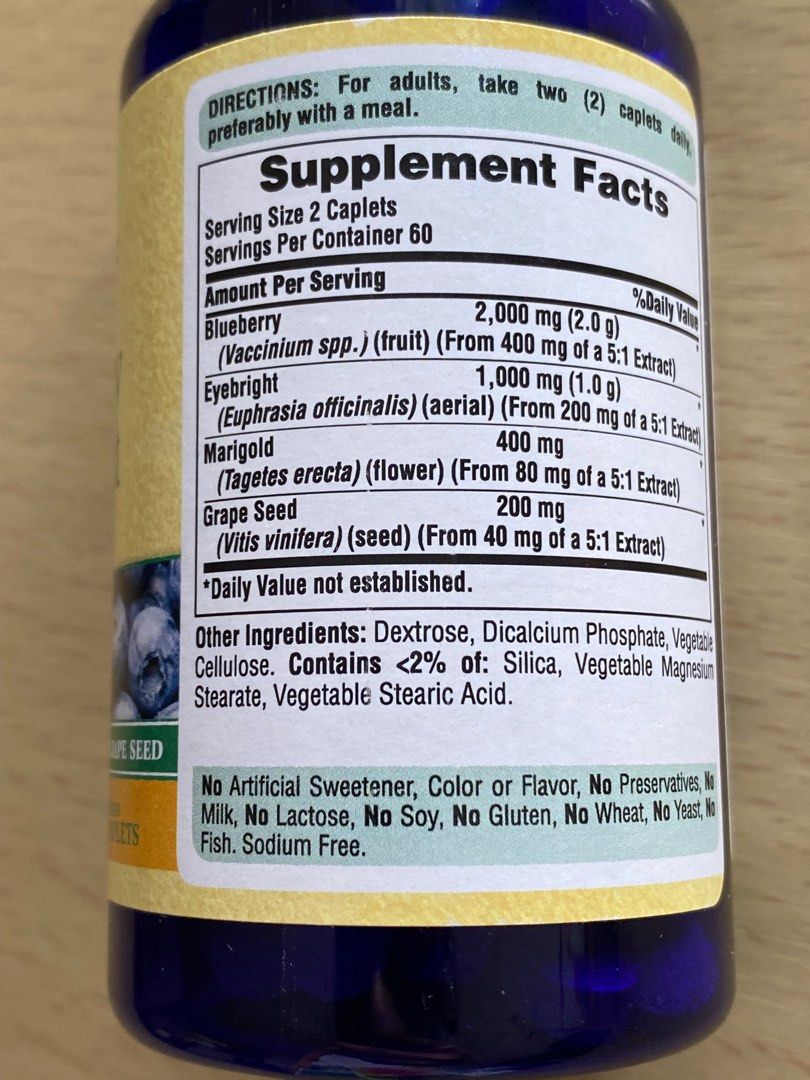 DIRECTIONS: For adults, take two (2) caplets daily,
preferably with a meal.
Supplement Facts
Serving Size 2 Caplets
Servings Per Container 60
Amount Per Serving
%Daily Value
Blueberry 2,000 mg (2.0 g) *
(Vaccinium spp.) (fruit) (From 400 mg of a 5:1 Extract)
Eyebright 1,000 mg (1.0 g) *
(Euphrasia officinalis) (aerial) (From 200 mg of a 5:1 Extract)
Marigold 400 mg *
(Tagetes erecta) (flower) (From 80 mg of a 5:1 Extract)
Grape Seed 200 mg *
(Vitis vinifera) (seed) (From 40 mg of a 5:1 Extract)
*Daily Value not established.
Other Ingredients: Dextrose, Dicalcium Phosphate, Vegetable
Cellulose. Contains <2% of: Silica, Vegetable Magnesium
Stearate, Vegetable Stearic Acid.
No Artificial Sweetener, Color or Flavor, No Preservatives, No
Milk, No Lactose, No Soy, No Gluten, No Wheat, No Yeast, No
Fish. Sodium Free.
SEED